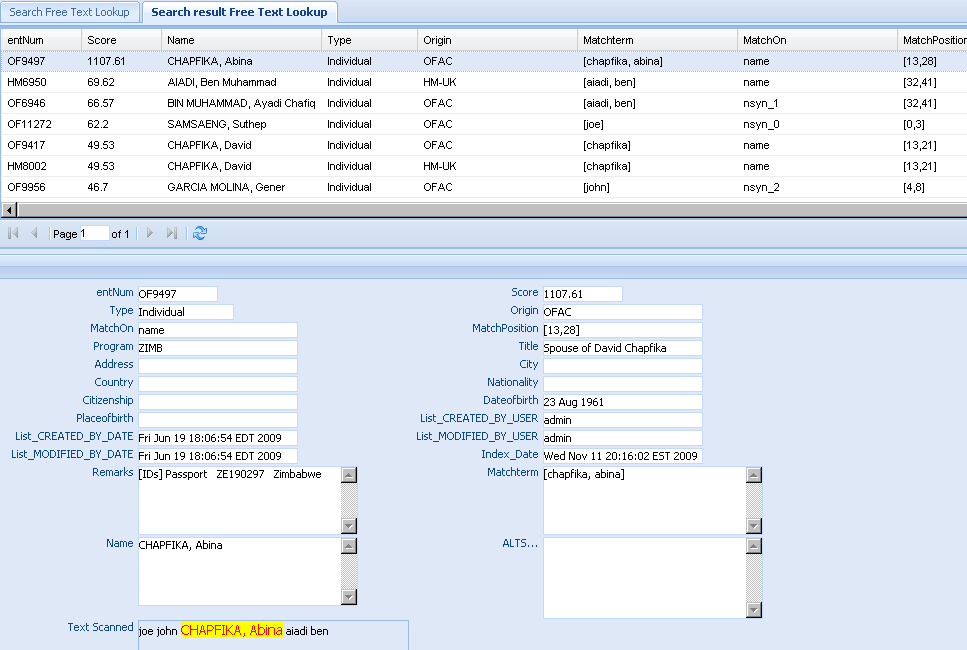 Search Free Text Lookup Search result Free Text Lookup
entNum Score Name Type Origin Matchterm MatchOn MatchPosition
OF9497 1107.61 CHAPFIKA, Abina Individual OFAC [chapfika, abina] name [13,28]
HM6950 69.62 AIADI, Ben Muhammad Individual HM-UK [aiadi, ben] name [32,41]
OF6946 66.57 BIN MUHAMMAD, Ayadi Chafiq Individual OFAC [aiadi, ben] nsyn_1 [32,41]
OF11272 62.2 SAMSAENG, Suthep Individual OFAC [joe] nsyn_0 [0,3]
OF9417 49.53 CHAPFIKA, David Individual OFAC [chapfika] name [13,21]
HM8002 49.53 CHAPFIKA, David Individual HM-UK [chapfika] name [13,21]
OF9956 46.7 GARCIA MOLINA, Gener Individual OFAC [john] nsyn_2 [4,8]
Page 1 of 1
entNum OF9497 Score 1107.61
Type Individual Origin OFAC
MatchOn name MatchPosition [13,28]
Program ZIMB Title Spouse of David Chapfika
Address City
Country Nationality
Citizenship Dateofbirth 23 Aug 1961
Placeofbirth List_CREATED_BY_USER admin
List_CREATED_BY_DATE Fri Jun 19 18:06:54 EDT 2009 List_MODIFIED_BY_USER admin
List_MODIFIED_BY_DATE Fri Jun 19 18:06:54 EDT 2009 Index_Date Wed Nov 11 20:16:02 EST 2009
Remarks [IDs] Passport ZE190297 Zimbabwe Matchterm [chapfika, abina]
Name CHAPFIKA, Abina ALTS...
Text Scanned joe john CHAPFIKA, Abina aiadi ben